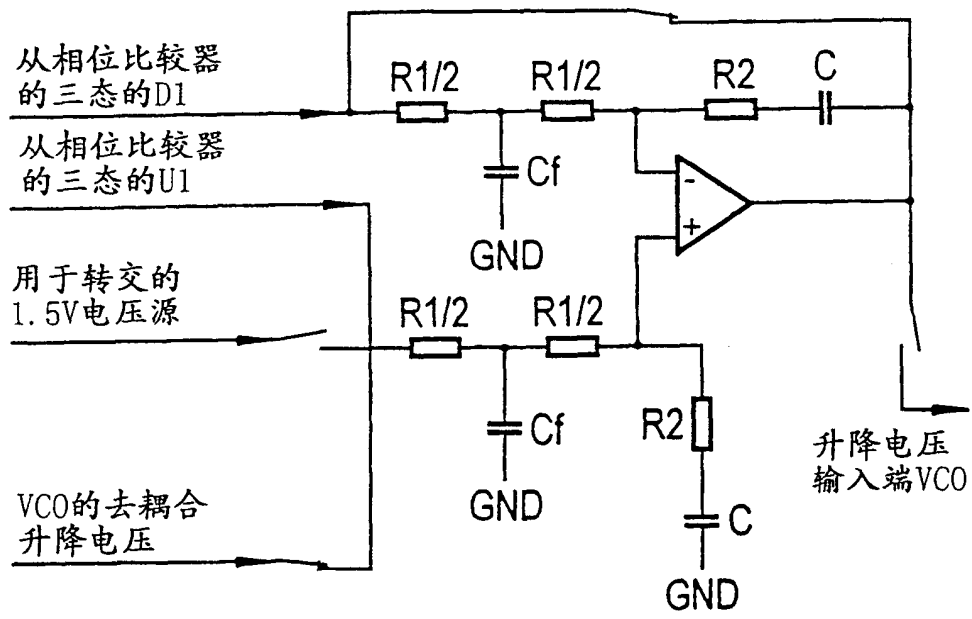 从相位比较器
的三态的D1
R1/2
R1/2
R2
C
从相位比较器
的三态的U1
Cf
GND
-
+
用于转交的
1.5V电压源
R1/2
R1/2
Cf
GND
R2
C
GND
升降电压
输入端VCO
VCO的去耦合
升降电压